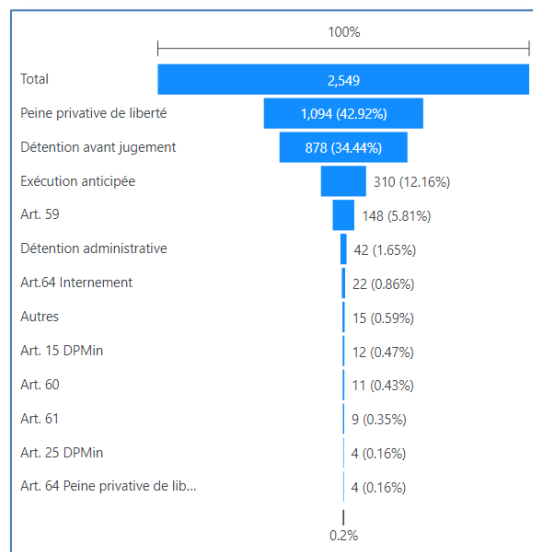 100%
Total 2,549
Peine privative de liberté 1,094 (42.92%)
Détention avant jugement 878 (34.44%)
Exécution anticipée 310 (12.16%)
Art. 59 148 (5.81%)
Détention administrative 42 (1.65%)
Art.64 Internement 22 (0.86%)
Autres 15 (0.59%)
Art. 15 DPMin 12 (0.47%)
Art. 60 11 (0.43%)
Art. 61 9 (0.35%)
Art. 25 DPMin 4 (0.16%)
Art. 64 Peine privative de lib... 4 (0.16%)
0.2%